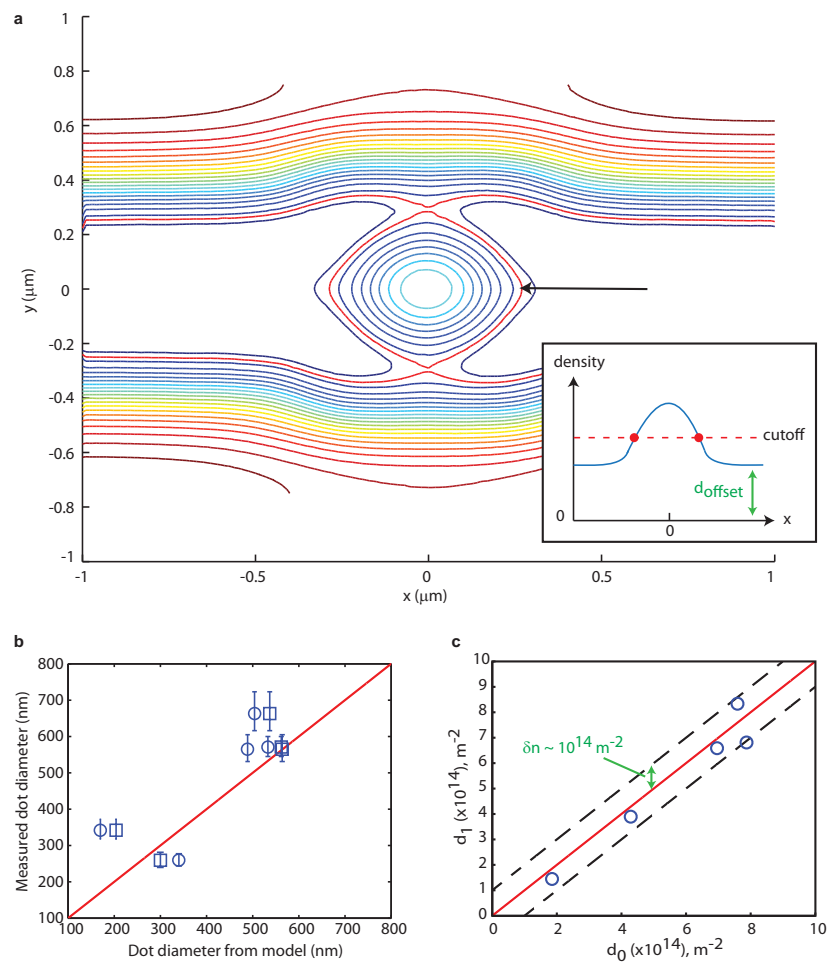 a
1
0.8
0.6
0.4
0.2
0
-0.2
-0.4
-0.6
-0.8
-1
y (μm)
-1
-0.5
0
0.5
1
x (μm)
density
cutoff
doffset
0
0
x
b
800
700
600
500
400
300
200
100
Measured dot diameter (nm)
100 200 300 400 500 600 700 800
Dot diameter from model (nm)
c
10
9
8
7
6
5
4
3
2
1
0
d1 (x10^14), m^-2
δn ~ 10^14 m^-2
0 2 4 6 8 10
d0 (x10^14), m^-2